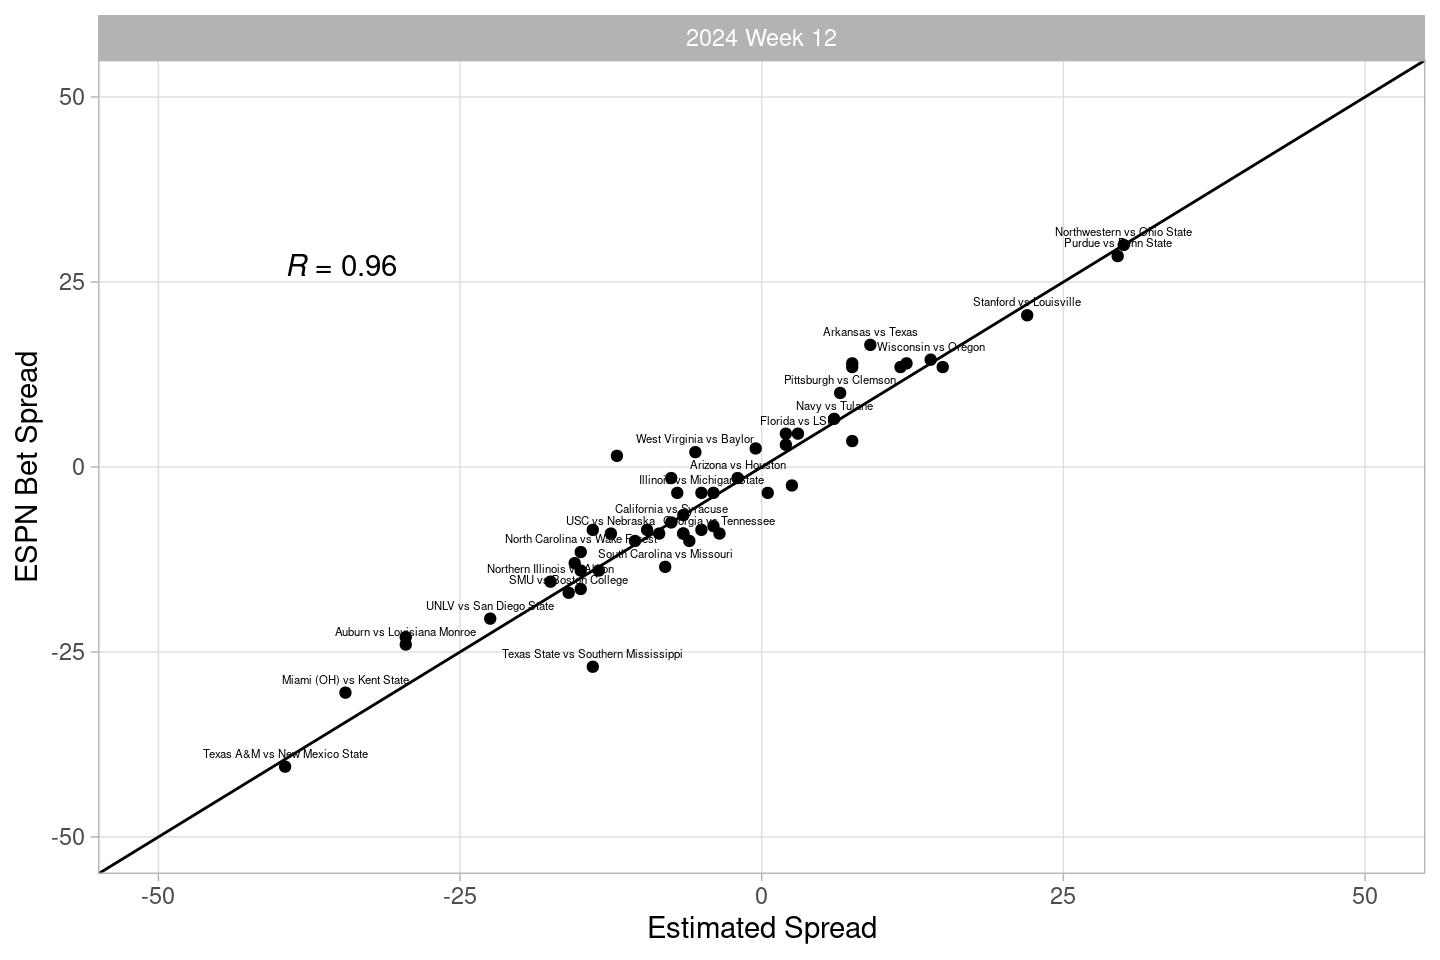 2024 Week 12
50
25
0
-25
-50
ESPN Bet Spread
R = 0.96
Northwestern vs Ohio State
Purdue vs Penn State
Stanford vs Louisville
Arkansas vs Texas
Wisconsin vs Oregon
Pittsburgh vs Clemson
Navy vs Tulane
Florida vs LSU
West Virginia vs Baylor
Arizona vs Houston
Illinois vs Michigan State
California vs Syracuse
USC vs Nebraska
Georgia vs Tennessee
North Carolina vs Wake Forest
South Carolina vs Missouri
Northern Illinois vs Akron
SMU vs Boston College
UNLV vs San Diego State
Auburn vs Louisiana Monroe
Texas State vs Southern Mississippi
Miami (OH) vs Kent State
Texas A&M vs New Mexico State
-50
-25
0
25
50
Estimated Spread